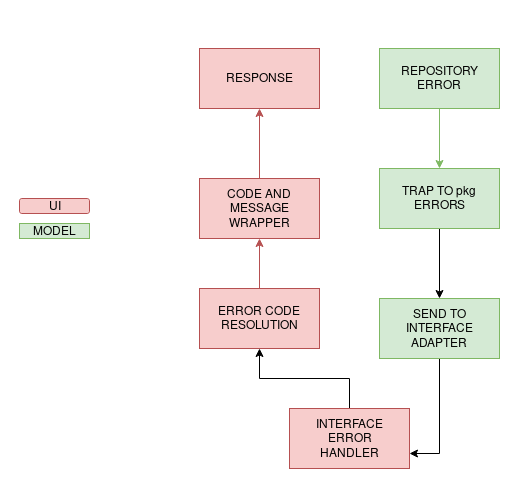 RESPONSE
REPOSITORY
ERROR
CODE AND
MESSAGE
WRAPPER
TRAP TO pkg
ERRORS
UI
MODEL
ERROR CODE
RESOLUTION
SEND TO
INTERFACE
ADAPTER
INTERFACE
ERROR
HANDLER